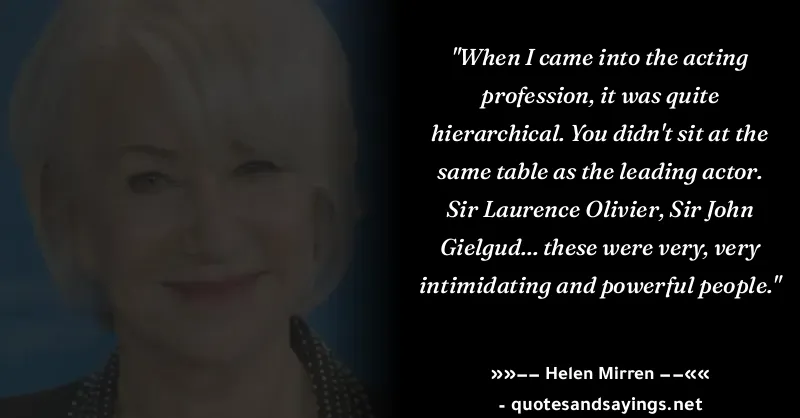 "When I came into the acting
profession, it was quite
hierarchical. You didn't sit at the
same table as the leading actor.
Sir Laurence Olivier, Sir John
Gielgud... these were very, very
intimidating and powerful people."
»»−− Helen Mirren −−««
- quotesandsayings.net